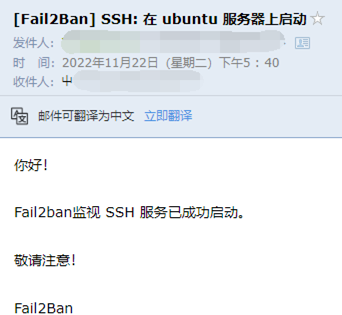 [Fail2Ban] SSH: 在 ubuntu 服务器上启动
发件人:
时 间: 2022年11月22日 (星期二) 下午5：40
收件人:
邮件可翻译为中文 立即翻译
你好！
Fail2ban监视 SSH 服务已成功启动。
敬请注意！
Fail2Ban